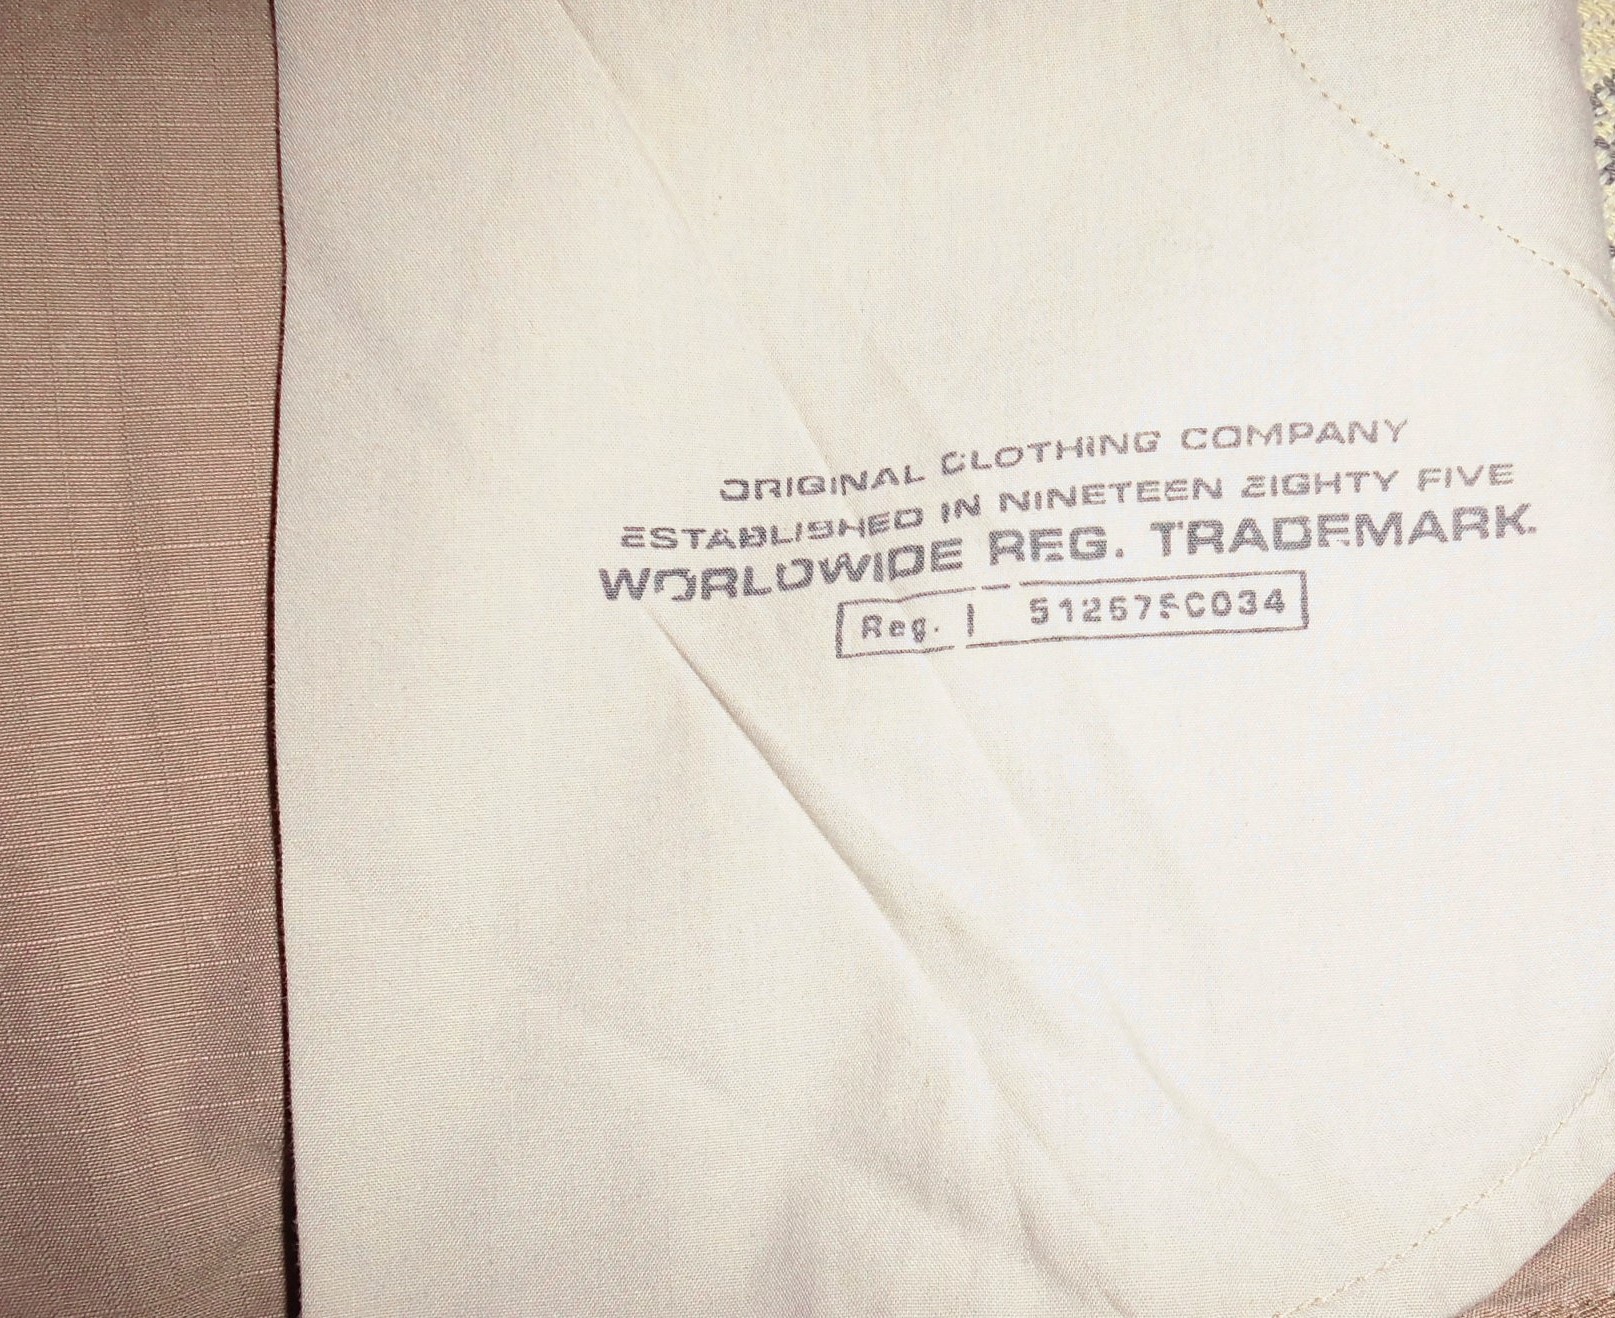 ORIGINAL CLOTHING COMPANY
ESTABLISHED IN NINETEEN EIGHTY FIVE
WORLDWIDE REG. TRADEMARK.
Reg.